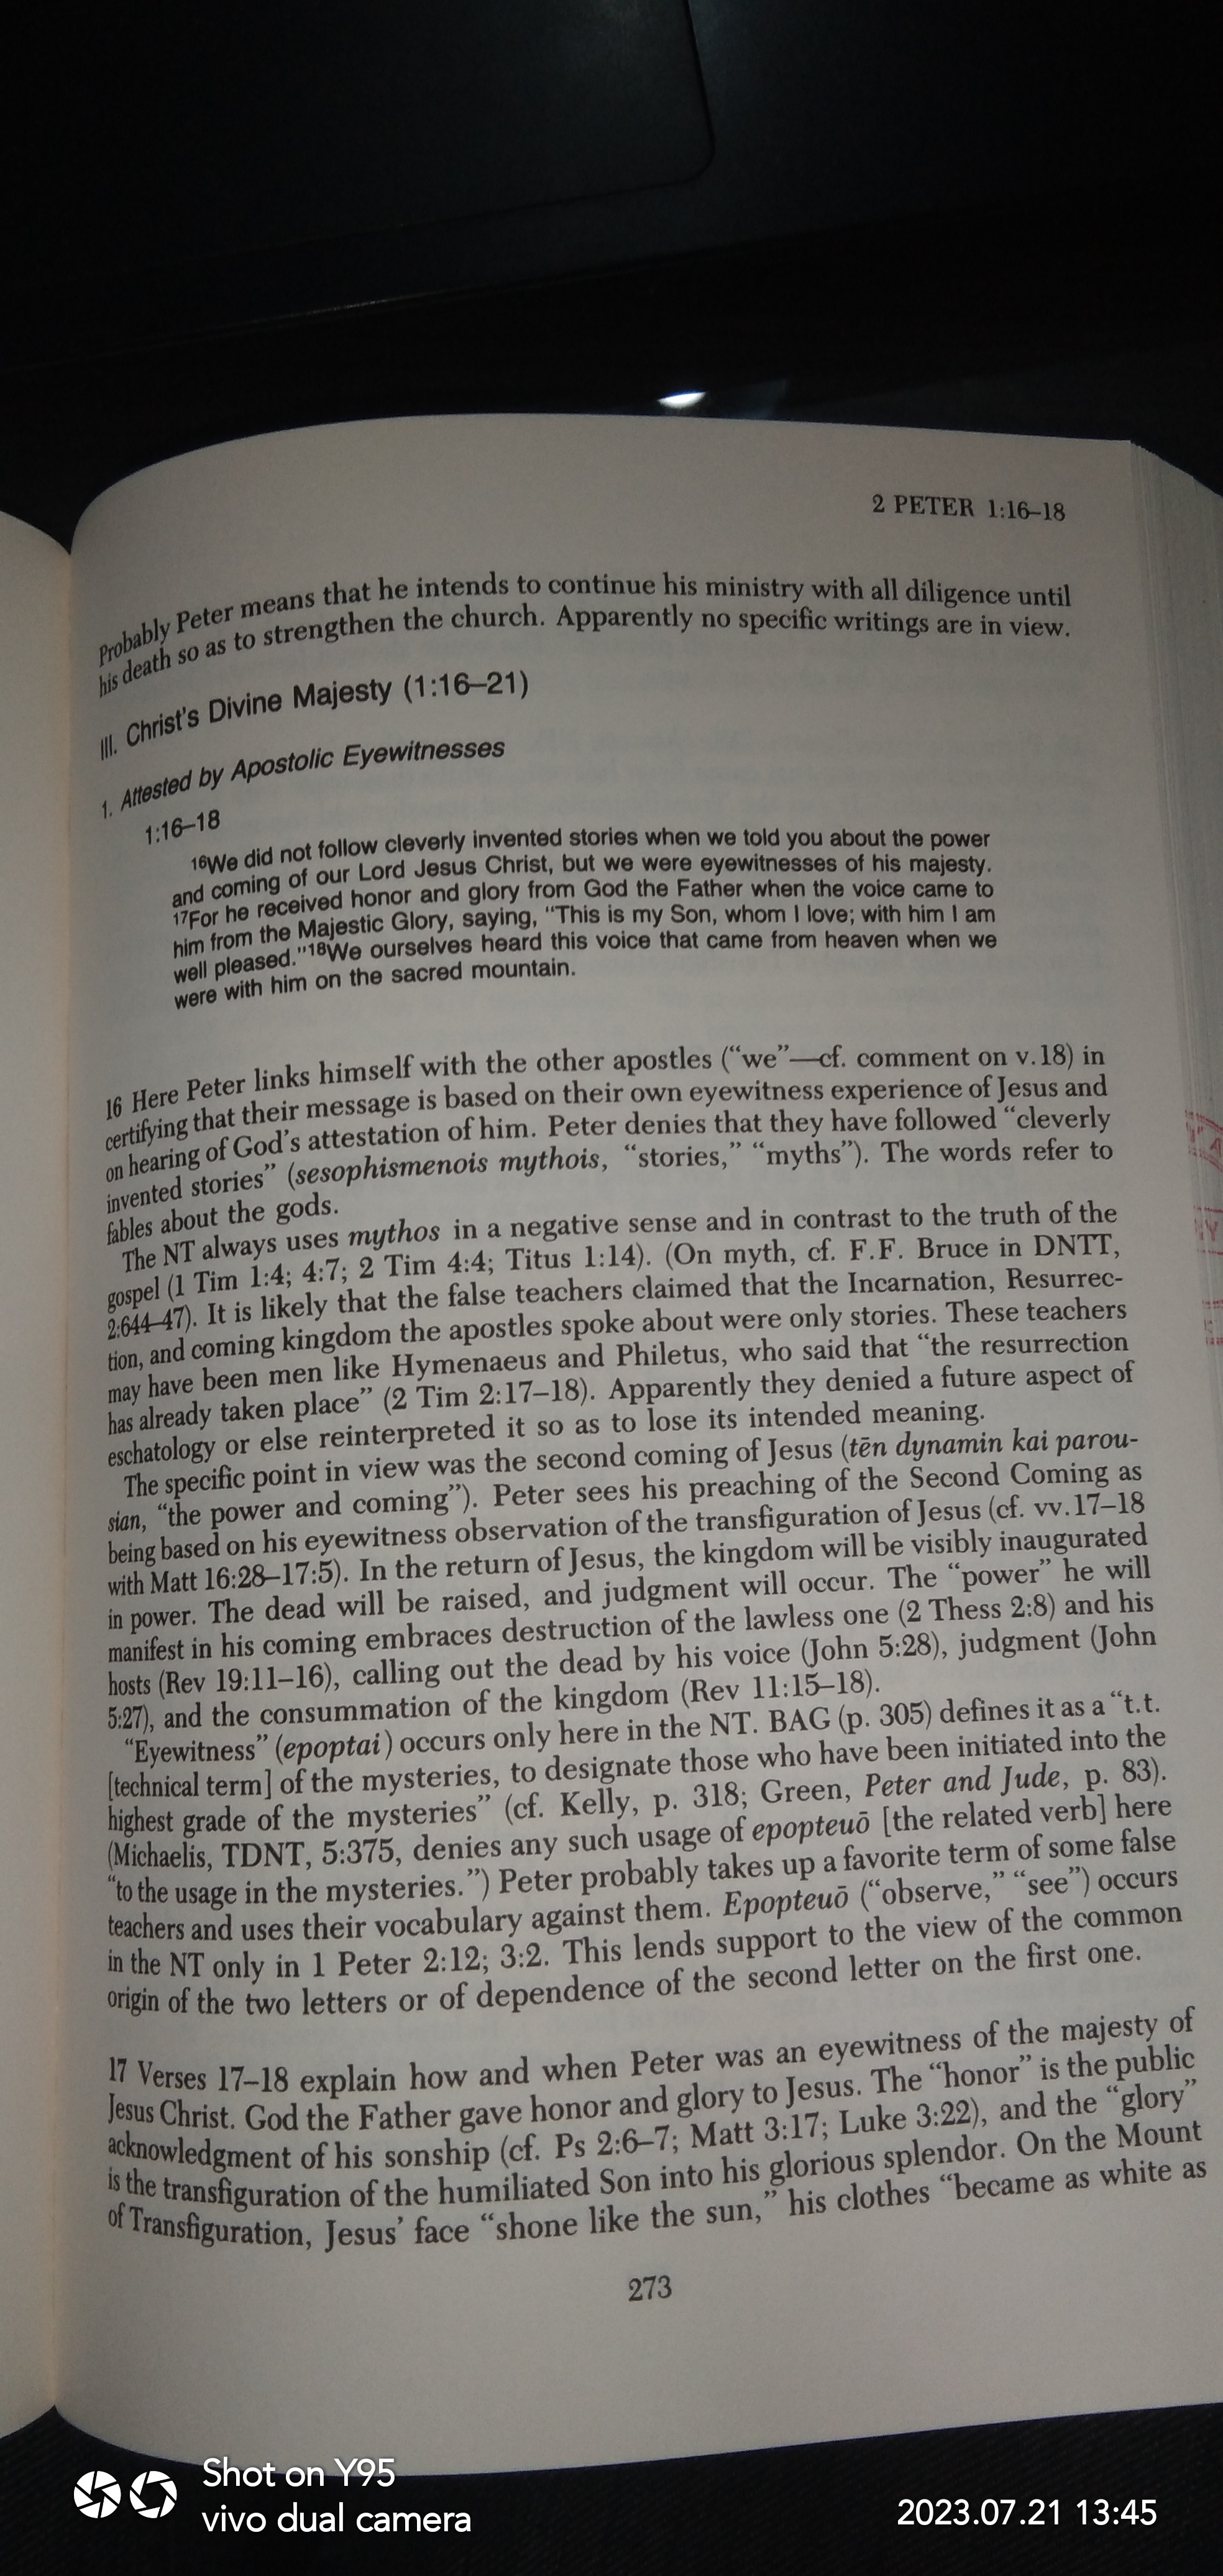 2 PETER 1:16–18
Probably Peter means that he intends to continue his ministry with all diligence until
his death so as to strengthen the church. Apparently no specific writings are in view.
III. Christ's Divine Majesty (1:16–21)
1. Attested by Apostolic Eyewitnesses
1:16–18
16We did not follow cleverly invented stories when we told you about the power
and coming of our Lord Jesus Christ, but we were eyewitnesses of his majesty.
17For he received honor and glory from God the Father when the voice came to
him from the Majestic Glory, saying, “This is my Son, whom I love; with him I am
well pleased.”18We ourselves heard this voice that came from heaven when we
were with him on the sacred mountain.
16 Here Peter links himself with the other apostles (“we”—cf. comment on v.18) in
certifying that their message is based on their own eyewitness experience of Jesus and
on hearing of God’s attestation of him. Peter denies that they have followed “cleverly
invented stories” (sesophismenois mythois, “stories,” “myths”). The words refer to
fables about the gods.
The NT always uses mythos in a negative sense and in contrast to the truth of the
gospel (1 Tim 1:4; 4:7; 2 Tim 4:4; Titus 1:14). (On myth, cf. F.F. Bruce in DNTT,
2:644–47). It is likely that the false teachers claimed that the Incarnation, Resurrec-
tion, and coming kingdom the apostles spoke about were only stories. These teachers
may have been men like Hymenaeus and Philetus, who said that “the resurrection
has already taken place” (2 Tim 2:17–18). Apparently they denied a future aspect of
eschatology or else reinterpreted it so as to lose its intended meaning.
The specific point in view was the second coming of Jesus (tēn dynamin kai parou-
sian, “the power and coming”). Peter sees his preaching of the Second Coming as
being based on his eyewitness observation of the transfiguration of Jesus (cf. vv.17–18
with Matt 16:28–17:5). In the return of Jesus, the kingdom will be visibly inaugurated
in power. The dead will be raised, and judgment will occur. The “power” he will
manifest in his coming embraces destruction of the lawless one (2 Thess 2:8) and his
hosts (Rev 19:11–16), calling out the dead by his voice (John 5:28), judgment (John
5:27), and the consummation of the kingdom (Rev 11:15–18).
“Eyewitness” (epoptai) occurs only here in the NT. BAG (p. 305) defines it as a “t.t.
[technical term] of the mysteries, to designate those who have been initiated into the
highest grade of the mysteries” (cf. Kelly, p. 318; Green, Peter and Jude, p. 83).
(Michaelis, TDNT, 5:375, denies any such usage of epopteuō [the related verb] here
“to the usage in the mysteries.”) Peter probably takes up a favorite term of some false
teachers and uses their vocabulary against them. Epopteuō (“observe,” “see”) occurs
in the NT only in 1 Peter 2:12; 3:2. This lends support to the view of the common
origin of the two letters or of dependence of the second letter on the first one.
17 Verses 17–18 explain how and when Peter was an eyewitness of the majesty of
Jesus Christ. God the Father gave honor and glory to Jesus. The “honor” is the public
acknowledgment of his sonship (cf. Ps 2:6–7; Matt 3:17; Luke 3:22), and the “glory”
is the transfiguration of the humiliated Son into his glorious splendor. On the Mount
of Transfiguration, Jesus’ face “shone like the sun,” his clothes “became as white as
273
Shot on Y95
vivo dual camera
2023.07.21 13:45